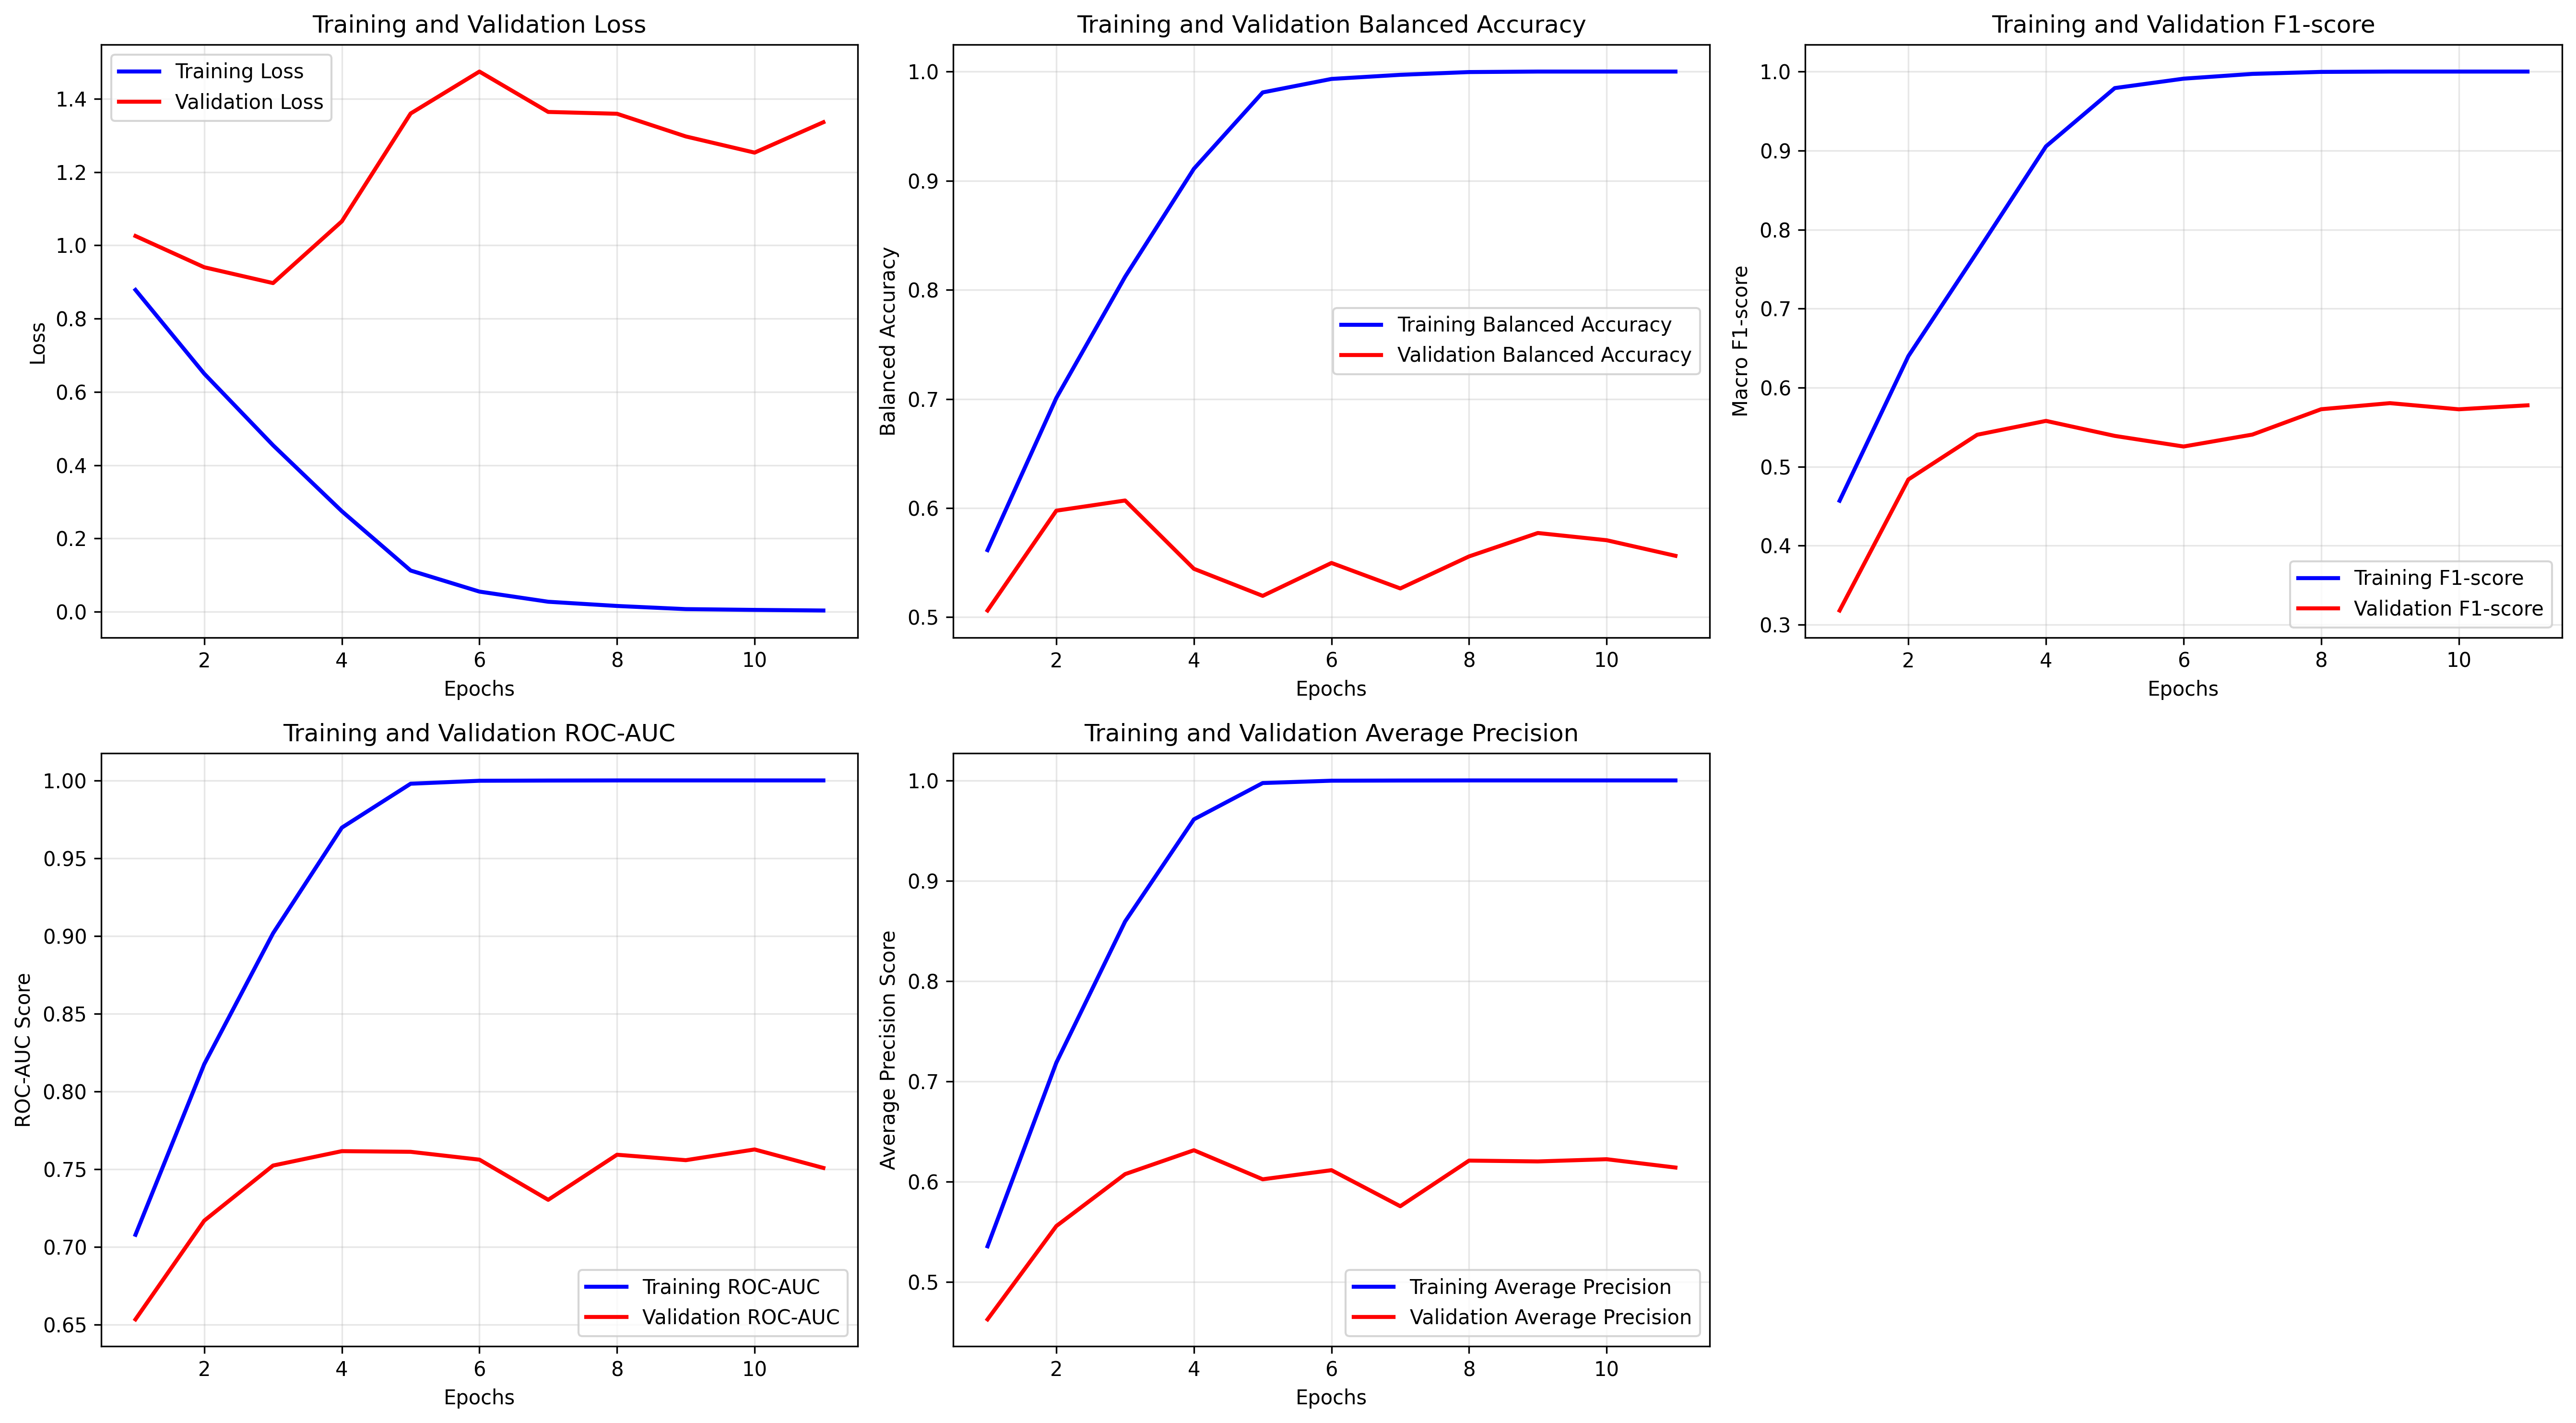 Training and Validation Loss
Training Loss
Validation Loss
1.4
1.2
1.0
0.8
0.6
0.4
0.2
0.0
Loss
2 4 6 8 10
Epochs
Training and Validation Balanced Accuracy
1.0
0.9
0.8
0.7
0.6
0.5
Balanced Accuracy
Training Balanced Accuracy
Validation Balanced Accuracy
2 4 6 8 10
Epochs
Training and Validation F1-score
1.0
0.9
0.8
0.7
0.6
0.5
0.4
0.3
Macro F1-score
Training F1-score
Validation F1-score
2 4 6 8 10
Epochs
Training and Validation ROC-AUC
1.00
0.95
0.90
0.85
0.80
0.75
0.70
0.65
ROC-AUC Score
Training ROC-AUC
Validation ROC-AUC
2 4 6 8 10
Epochs
Training and Validation Average Precision
1.0
0.9
0.8
0.7
0.6
0.5
Average Precision Score
Training Average Precision
Validation Average Precision
2 4 6 8 10
Epochs